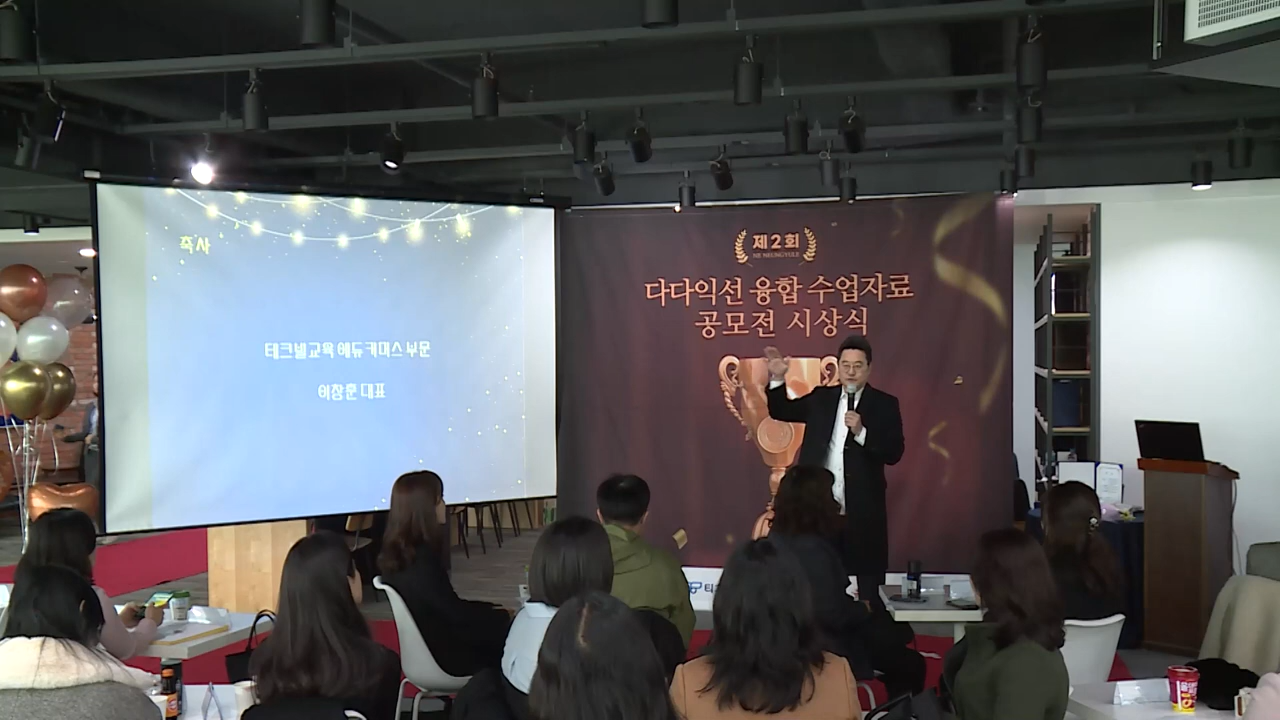 축사
테크빌교육 에듀커머스 부문
이창훈 대표
제2회
NE NEUNGYULE
다다익선 융합 수업자료
공모전 시상식